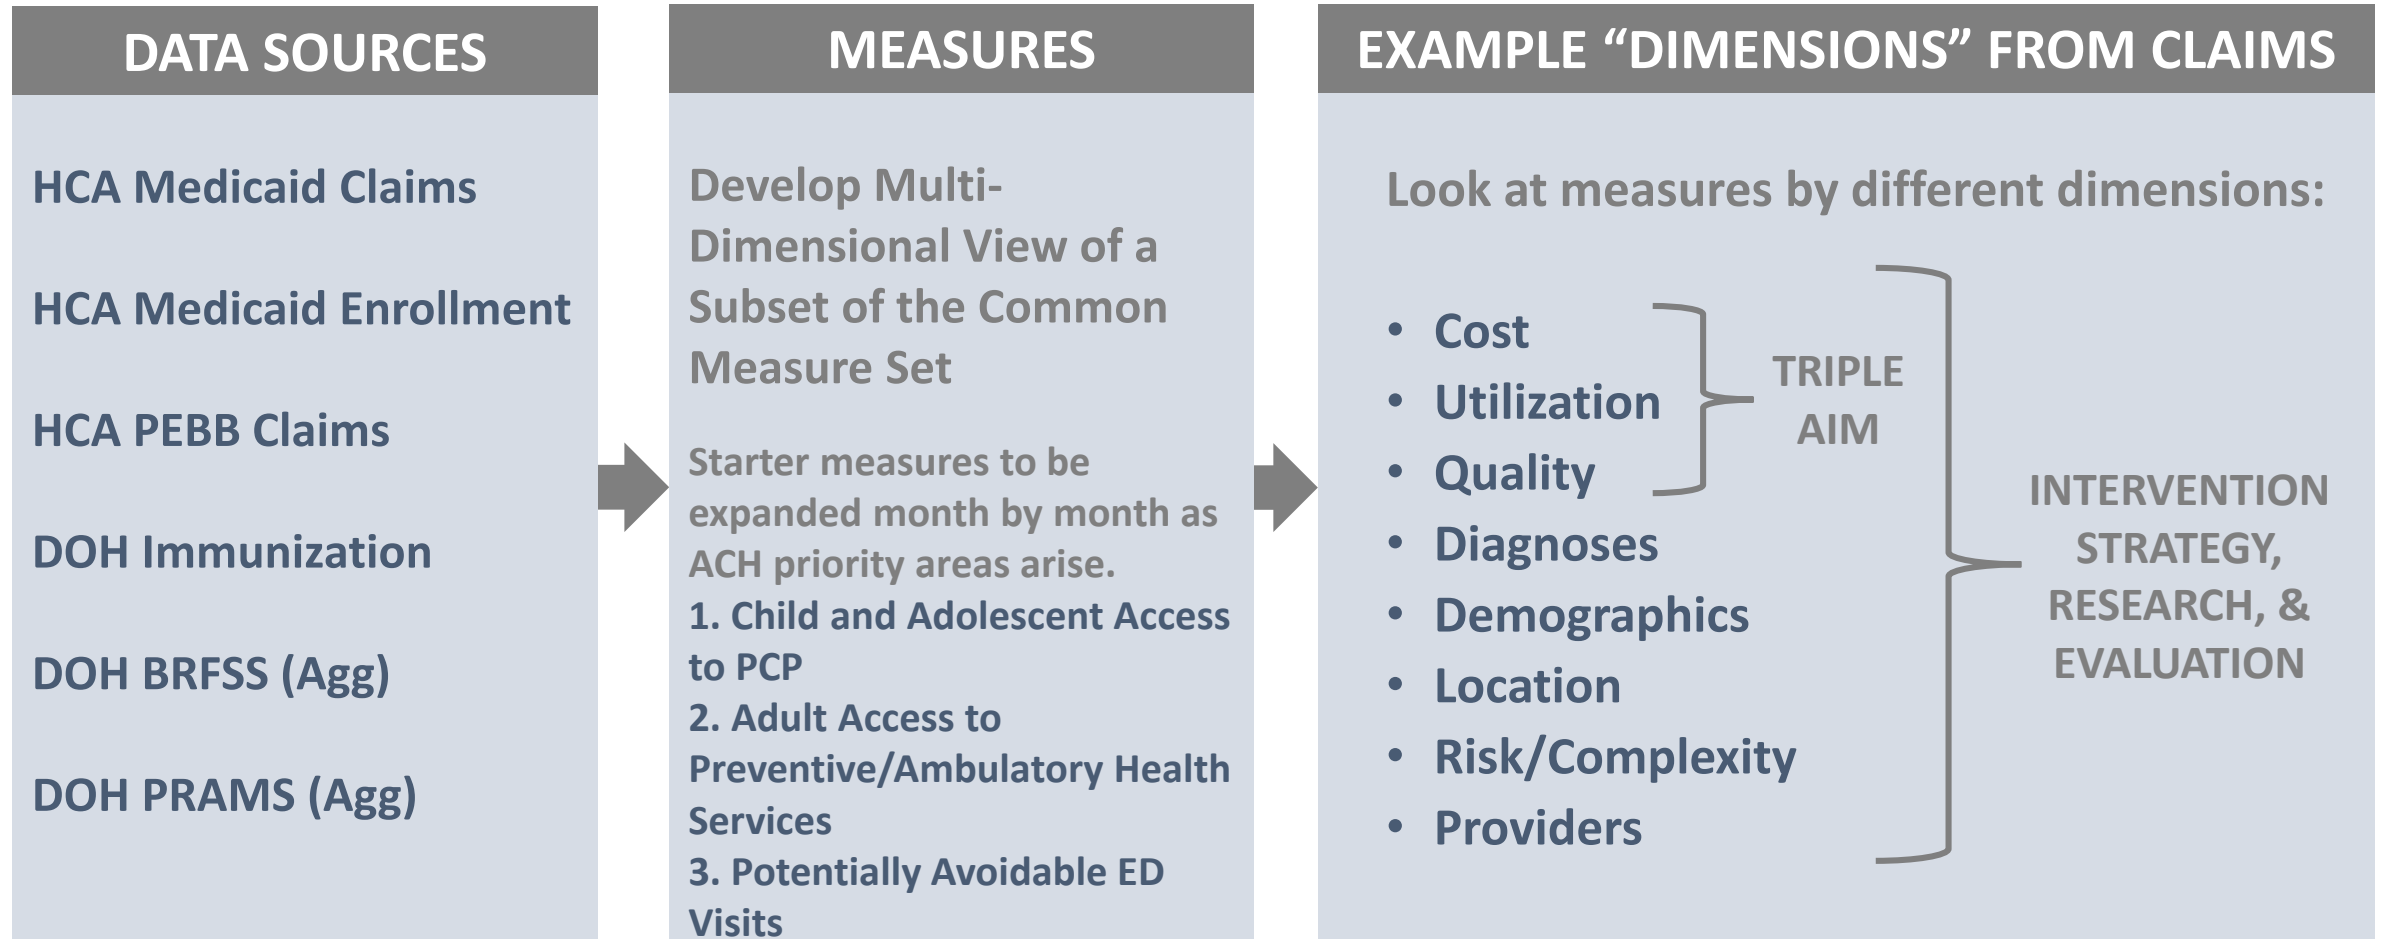 DATA SOURCES
HCA Medicaid Claims
HCA Medicaid Enrollment
HCA PEBB Claims
DOH Immunization
DOH BRFSS (Agg)
DOH PRAMS (Agg)
MEASURES
Develop Multi-
Dimensional View of a
Subset of the Common
Measure Set
Starter measures to be
expanded month by month as
ACH priority areas arise.
1. Child and Adolescent Access
to PCP
2. Adult Access to
Preventive/Ambulatory Health
Services
3. Potentially Avoidable ED
Visits
EXAMPLE “DIMENSIONS” FROM CLAIMS
Look at measures by different dimensions:
• Cost
• Utilization
• Quality
• Diagnoses
• Demographics
• Location
• Risk/Complexity
• Providers
TRIPLE
AIM
INTERVENTION
STRATEGY,
RESEARCH, &
EVALUATION